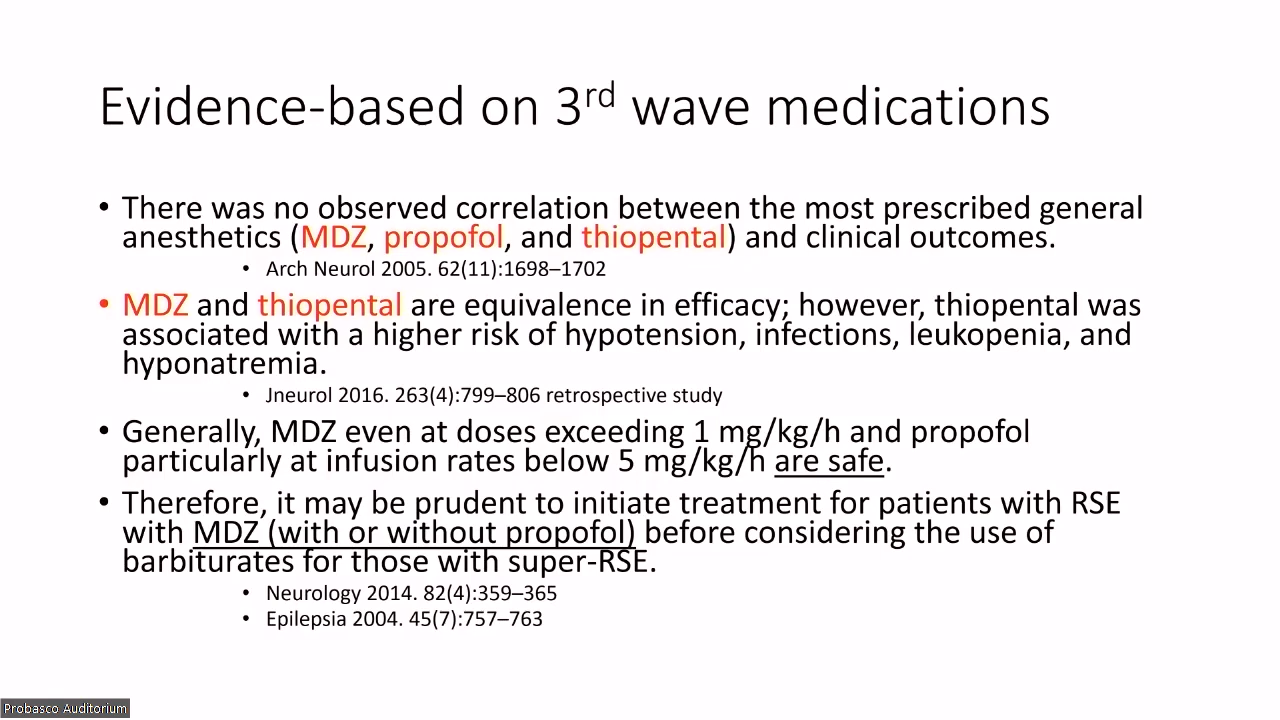 Evidence-based on 3rd wave medications
• There was no observed correlation between the most prescribed general
anesthetics (MDZ, propofol, and thiopental) and clinical outcomes.
• Arch Neurol 2005. 62(11):1698–1702
• MDZ and thiopental are equivalence in efficacy; however, thiopental was
associated with a higher risk of hypotension, infections, leukopenia, and
hyponatremia.
• Jneurol 2016. 263(4):799–806 retrospective study
• Generally, MDZ even at doses exceeding 1 mg/kg/h and propofol
particularly at infusion rates below 5 mg/kg/h are safe.
• Therefore, it may be prudent to initiate treatment for patients with RSE
with MDZ (with or without propofol) before considering the use of
barbiturates for those with super-RSE.
• Neurology 2014. 82(4):359–365
• Epilepsia 2004. 45(7):757–763
Probasco Auditorium